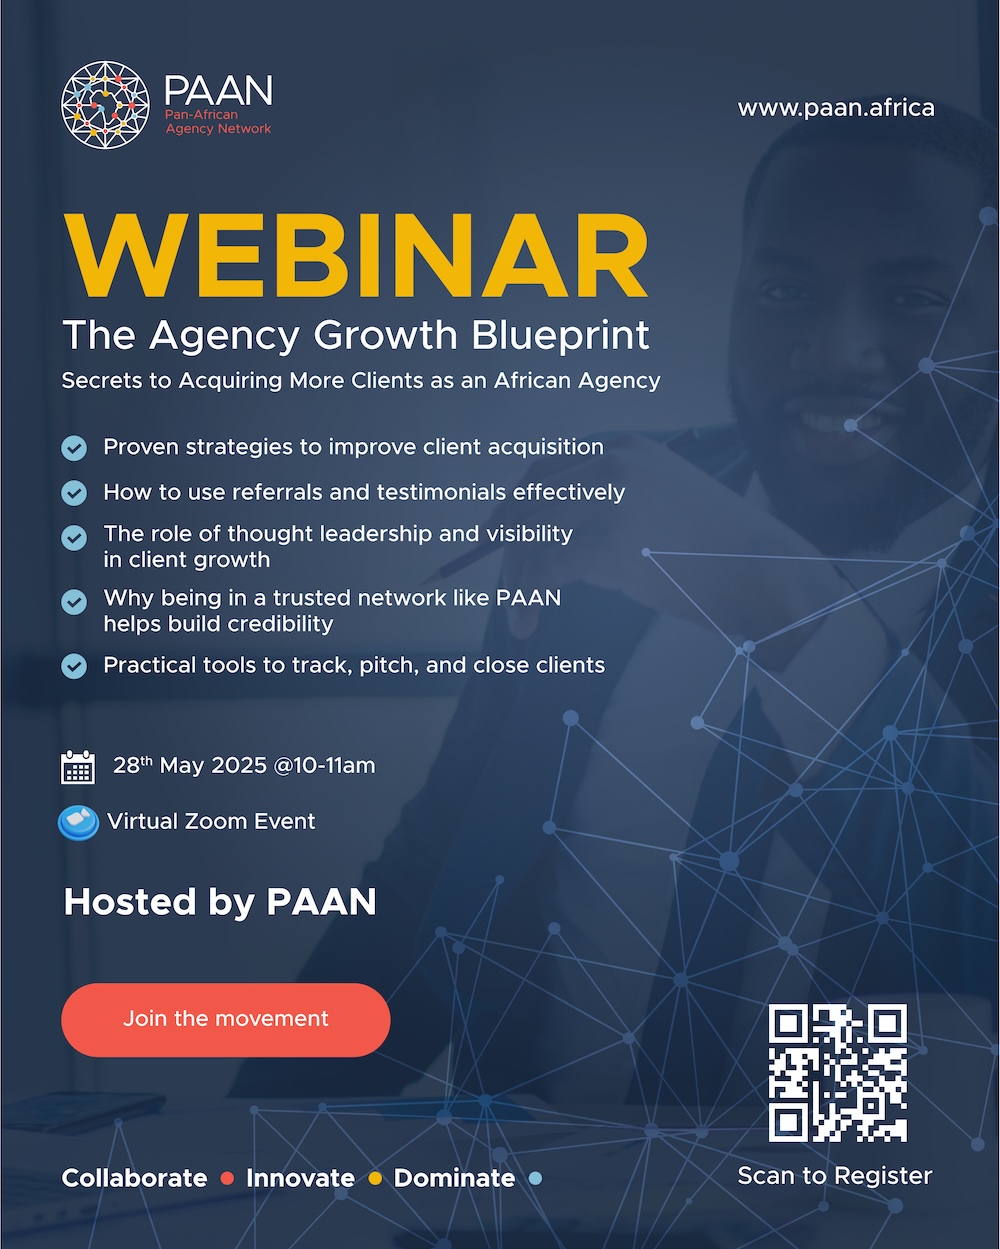 PAAN
Pan-African
Agency Network
www.paan.africa
WEBINAR
The Agency Growth Blueprint
Secrets to Acquiring More Clients as an African Agency
Proven strategies to improve client acquisition
How to use referrals and testimonials effectively
The role of thought leadership and visibility
in client growth
Why being in a trusted network like PAAN
helps build credibility
Practical tools to track, pitch, and close clients
28th May 2025 @10-11am
Virtual Zoom Event
Hosted by PAAN
Join the movement
Collaborate Innovate Dominate
Scan to Register